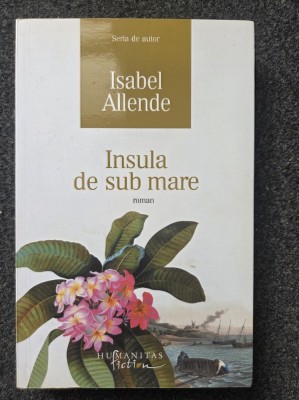 Seria de autor
Isabel
Allende
Insula
de sub mare
roman
HUMANITAS
fiction